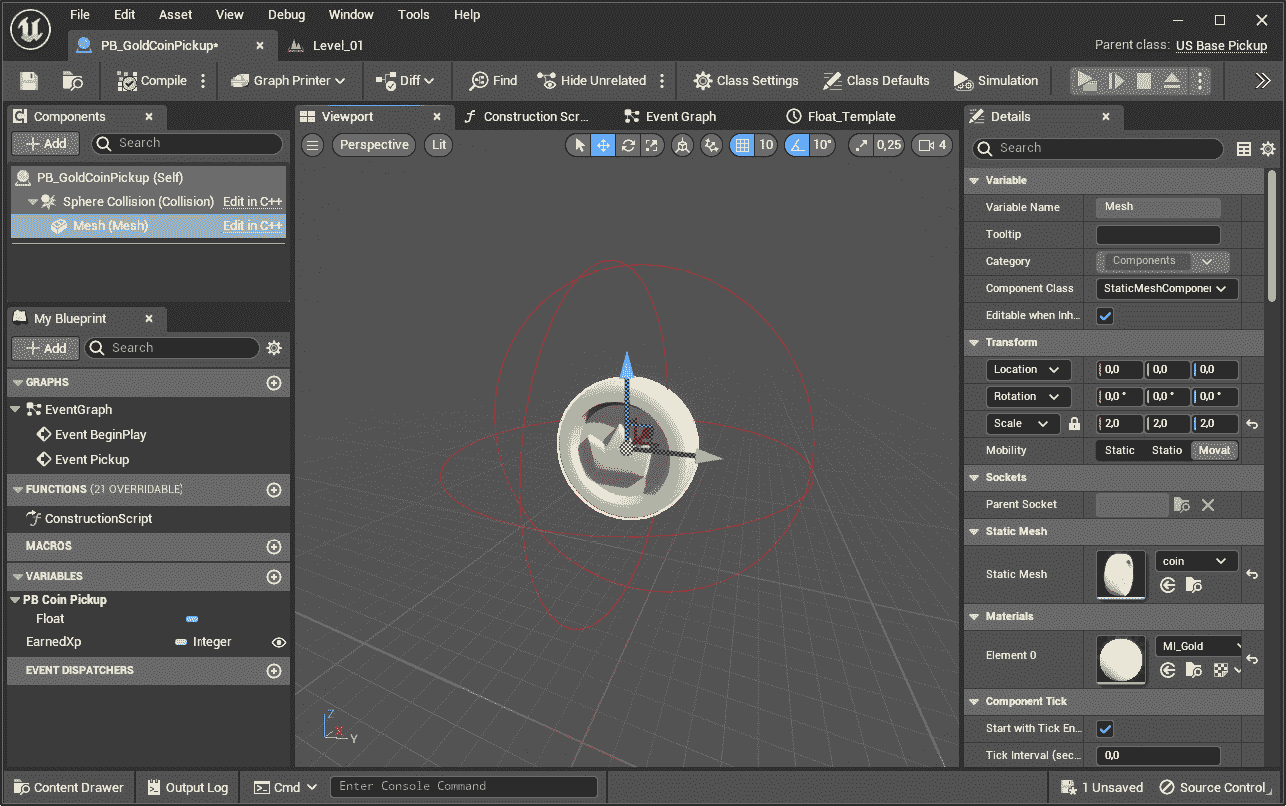 File Edit Asset View Debug Window Tools Help
PB_GoldCoinPickup* Level_01 Parent class: US Base Pickup
Compile Graph Printer Diff Find Hide Unrelated Class Settings Class Defaults Simulation
Components
Add Search
PB_GoldCoinPickup (Self)
Sphere Collision (Collision) Edit in C++
Mesh (Mesh) Edit in C++
My Blueprint
Add Search
GRAPHS
EventGraph
Event BeginPlay
Event Pickup
FUNCTIONS (21 OVERRIDABLE)
ConstructionScript
MACROS
VARIABLES
PB Coin Pickup
Float
EarnedXp Integer
EVENT DISPATCHERS
Viewport Construction Scr... Event Graph Float_Template
Perspective Lit 10 10° 0,25 4
Z
X
Y
Details
Search
Variable
Variable Name Mesh
Tooltip
Category Components
Component Class StaticMeshComponei
Editable when Inh...
Transform
Location 0,0 0,0 0,0
Rotation 0,0 ° 0,0 ° 0,0 °
Scale 2,0 2,0 2,0
Mobility Static Statio Movat
Sockets
Parent Socket
Static Mesh
Static Mesh coin
Materials
Element 0 MI_Gold
Component Tick
Start with Tick En...
Tick Interval (sec... 0,0
Content Drawer Output Log Cmd Enter Console Command 1 Unsaved Source Control